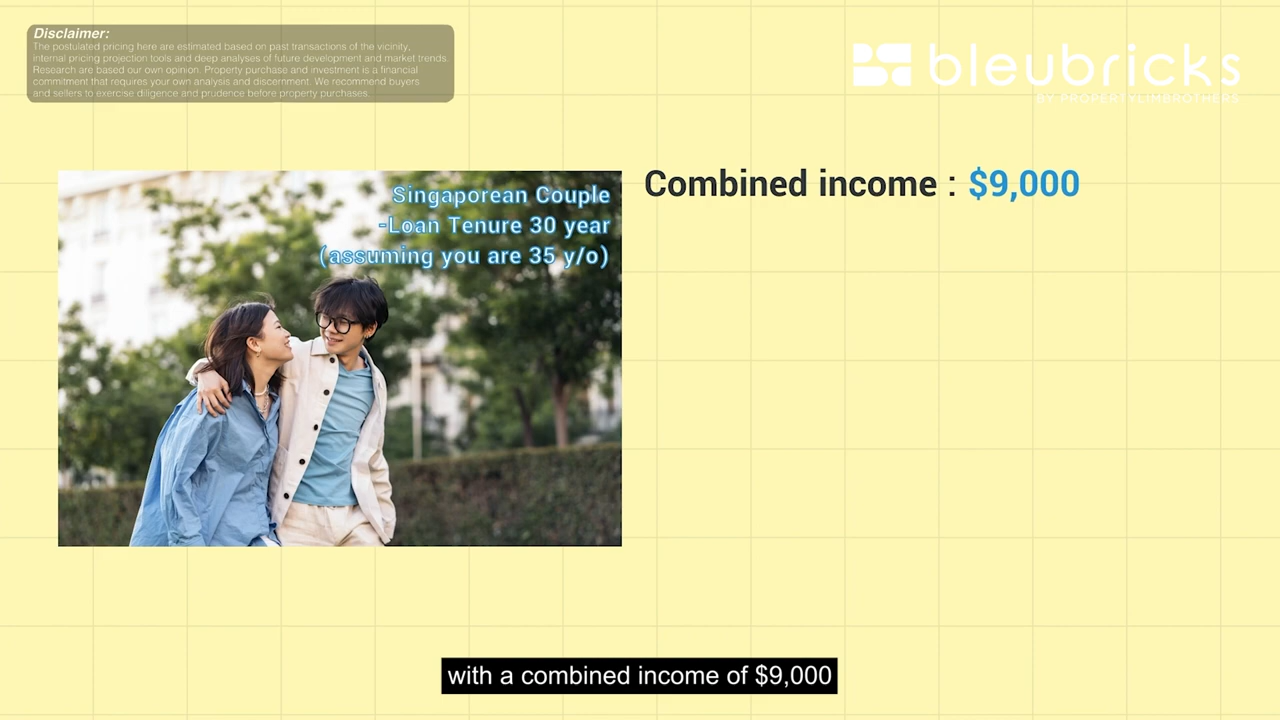 Disclaimer:
The postulated pricing here are estimated based on past transactions of the vicinity,
internal pricing projection tools and deep analyses of future development and market trends.
Research are based our own opinion. Property purchase and investment is a financial
commitment that requires your own analysis and discernment. We recommend buyers
and sellers to exercise diligence and prudence before property purchases.
bleubricks
BY PROPERTYLIMBROTHERS
Singaporean Couple
-Loan Tenure 30 year
(assuming you are 35 y/o)
Combined income : $9,000
with a combined income of $9,000